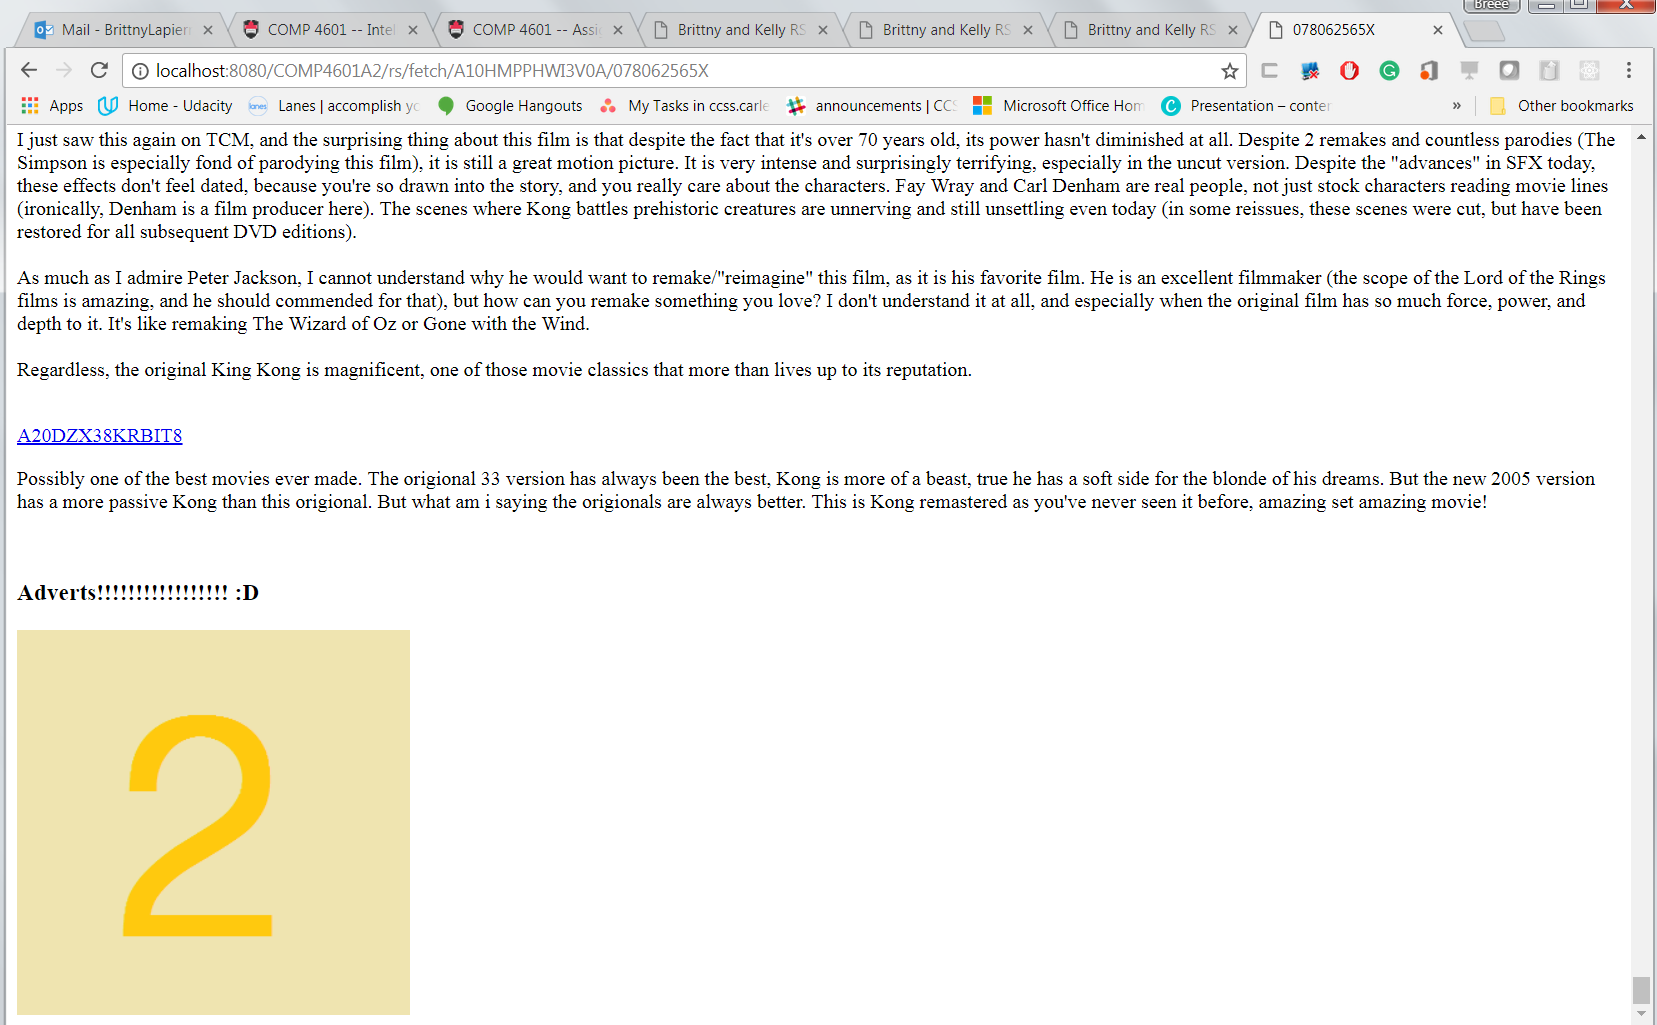 Breee
Mail - BrittnyLapierr
COMP 4601 -- Intel
COMP 4601 -- Assig
Brittny and Kelly RS
Brittny and Kelly RS
Brittny and Kelly RS
078062565X
localhost:8080/COMP4601A2/rs/fetch/A10HMPPHWI3V0A/078062565X
Apps
Home - Udacity
Lanes | accomplish yo
Google Hangouts
My Tasks in ccss.carle
announcements | CCS
Microsoft Office Hom
Presentation – conter
»
Other bookmarks
I just saw this again on TCM, and the surprising thing about this film is that despite the fact that it's over 70 years old, its power hasn't diminished at all. Despite 2 remakes and countless parodies (The
Simpson is especially fond of parodying this film), it is still a great motion picture. It is very intense and surprisingly terrifying, especially in the uncut version. Despite the "advances" in SFX today,
these effects don't feel dated, because you're so drawn into the story, and you really care about the characters. Fay Wray and Carl Denham are real people, not just stock characters reading movie lines
(ironically, Denham is a film producer here). The scenes where Kong battles prehistoric creatures are unnerving and still unsettling even today (in some reissues, these scenes were cut, but have been
restored for all subsequent DVD editions).
As much as I admire Peter Jackson, I cannot understand why he would want to remake/"reimagine" this film, as it is his favorite film. He is an excellent filmmaker (the scope of the Lord of the Rings
films is amazing, and he should commended for that), but how can you remake something you love? I don't understand it at all, and especially when the original film has so much force, power, and
depth to it. It's like remaking The Wizard of Oz or Gone with the Wind.
Regardless, the original King Kong is magnificent, one of those movie classics that more than lives up to its reputation.
A20DZX38KRBIT8
Possibly one of the best movies ever made. The origional 33 version has always been the best, Kong is more of a beast, true he has a soft side for the blonde of his dreams. But the new 2005 version
has a more passive Kong than this origional. But what am i saying the origionals are always better. This is Kong remastered as you've never seen it before, amazing set amazing movie!
Adverts!!!!!!!!!!!!!!!!! :D
2